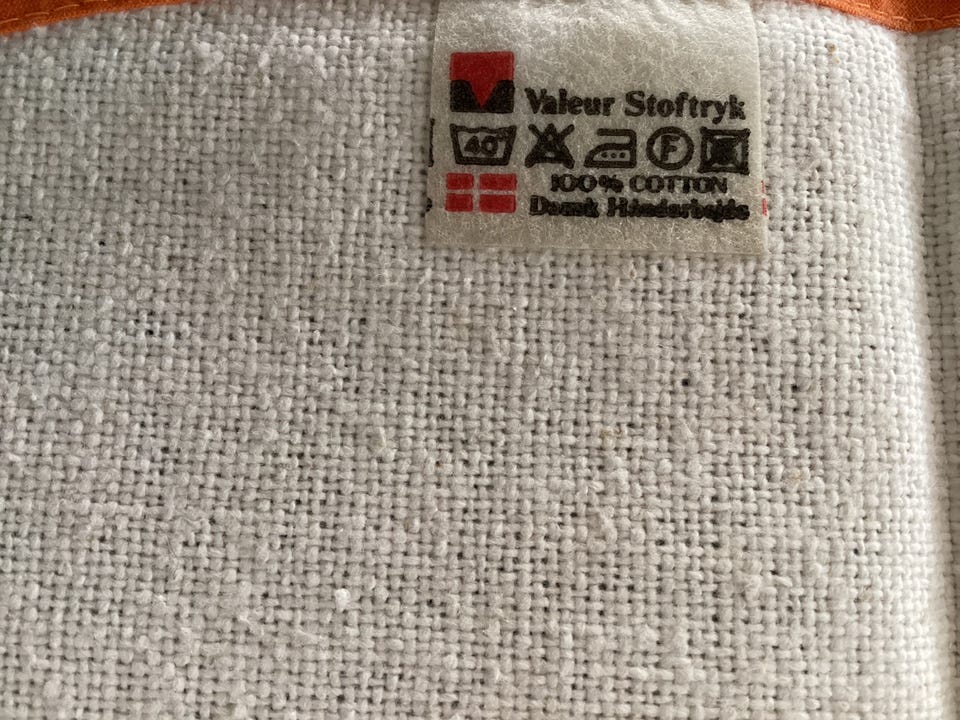 Valeur Stoftryk
40
F
100% COTTON
Dansk Håndarbejde